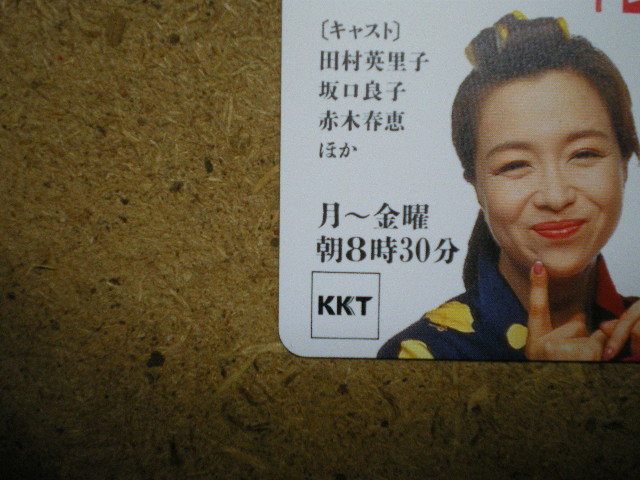 〔キャスト〕
田村英里子
坂口良子
赤木春恵
ほか
月～金曜
朝8時30分
KKT